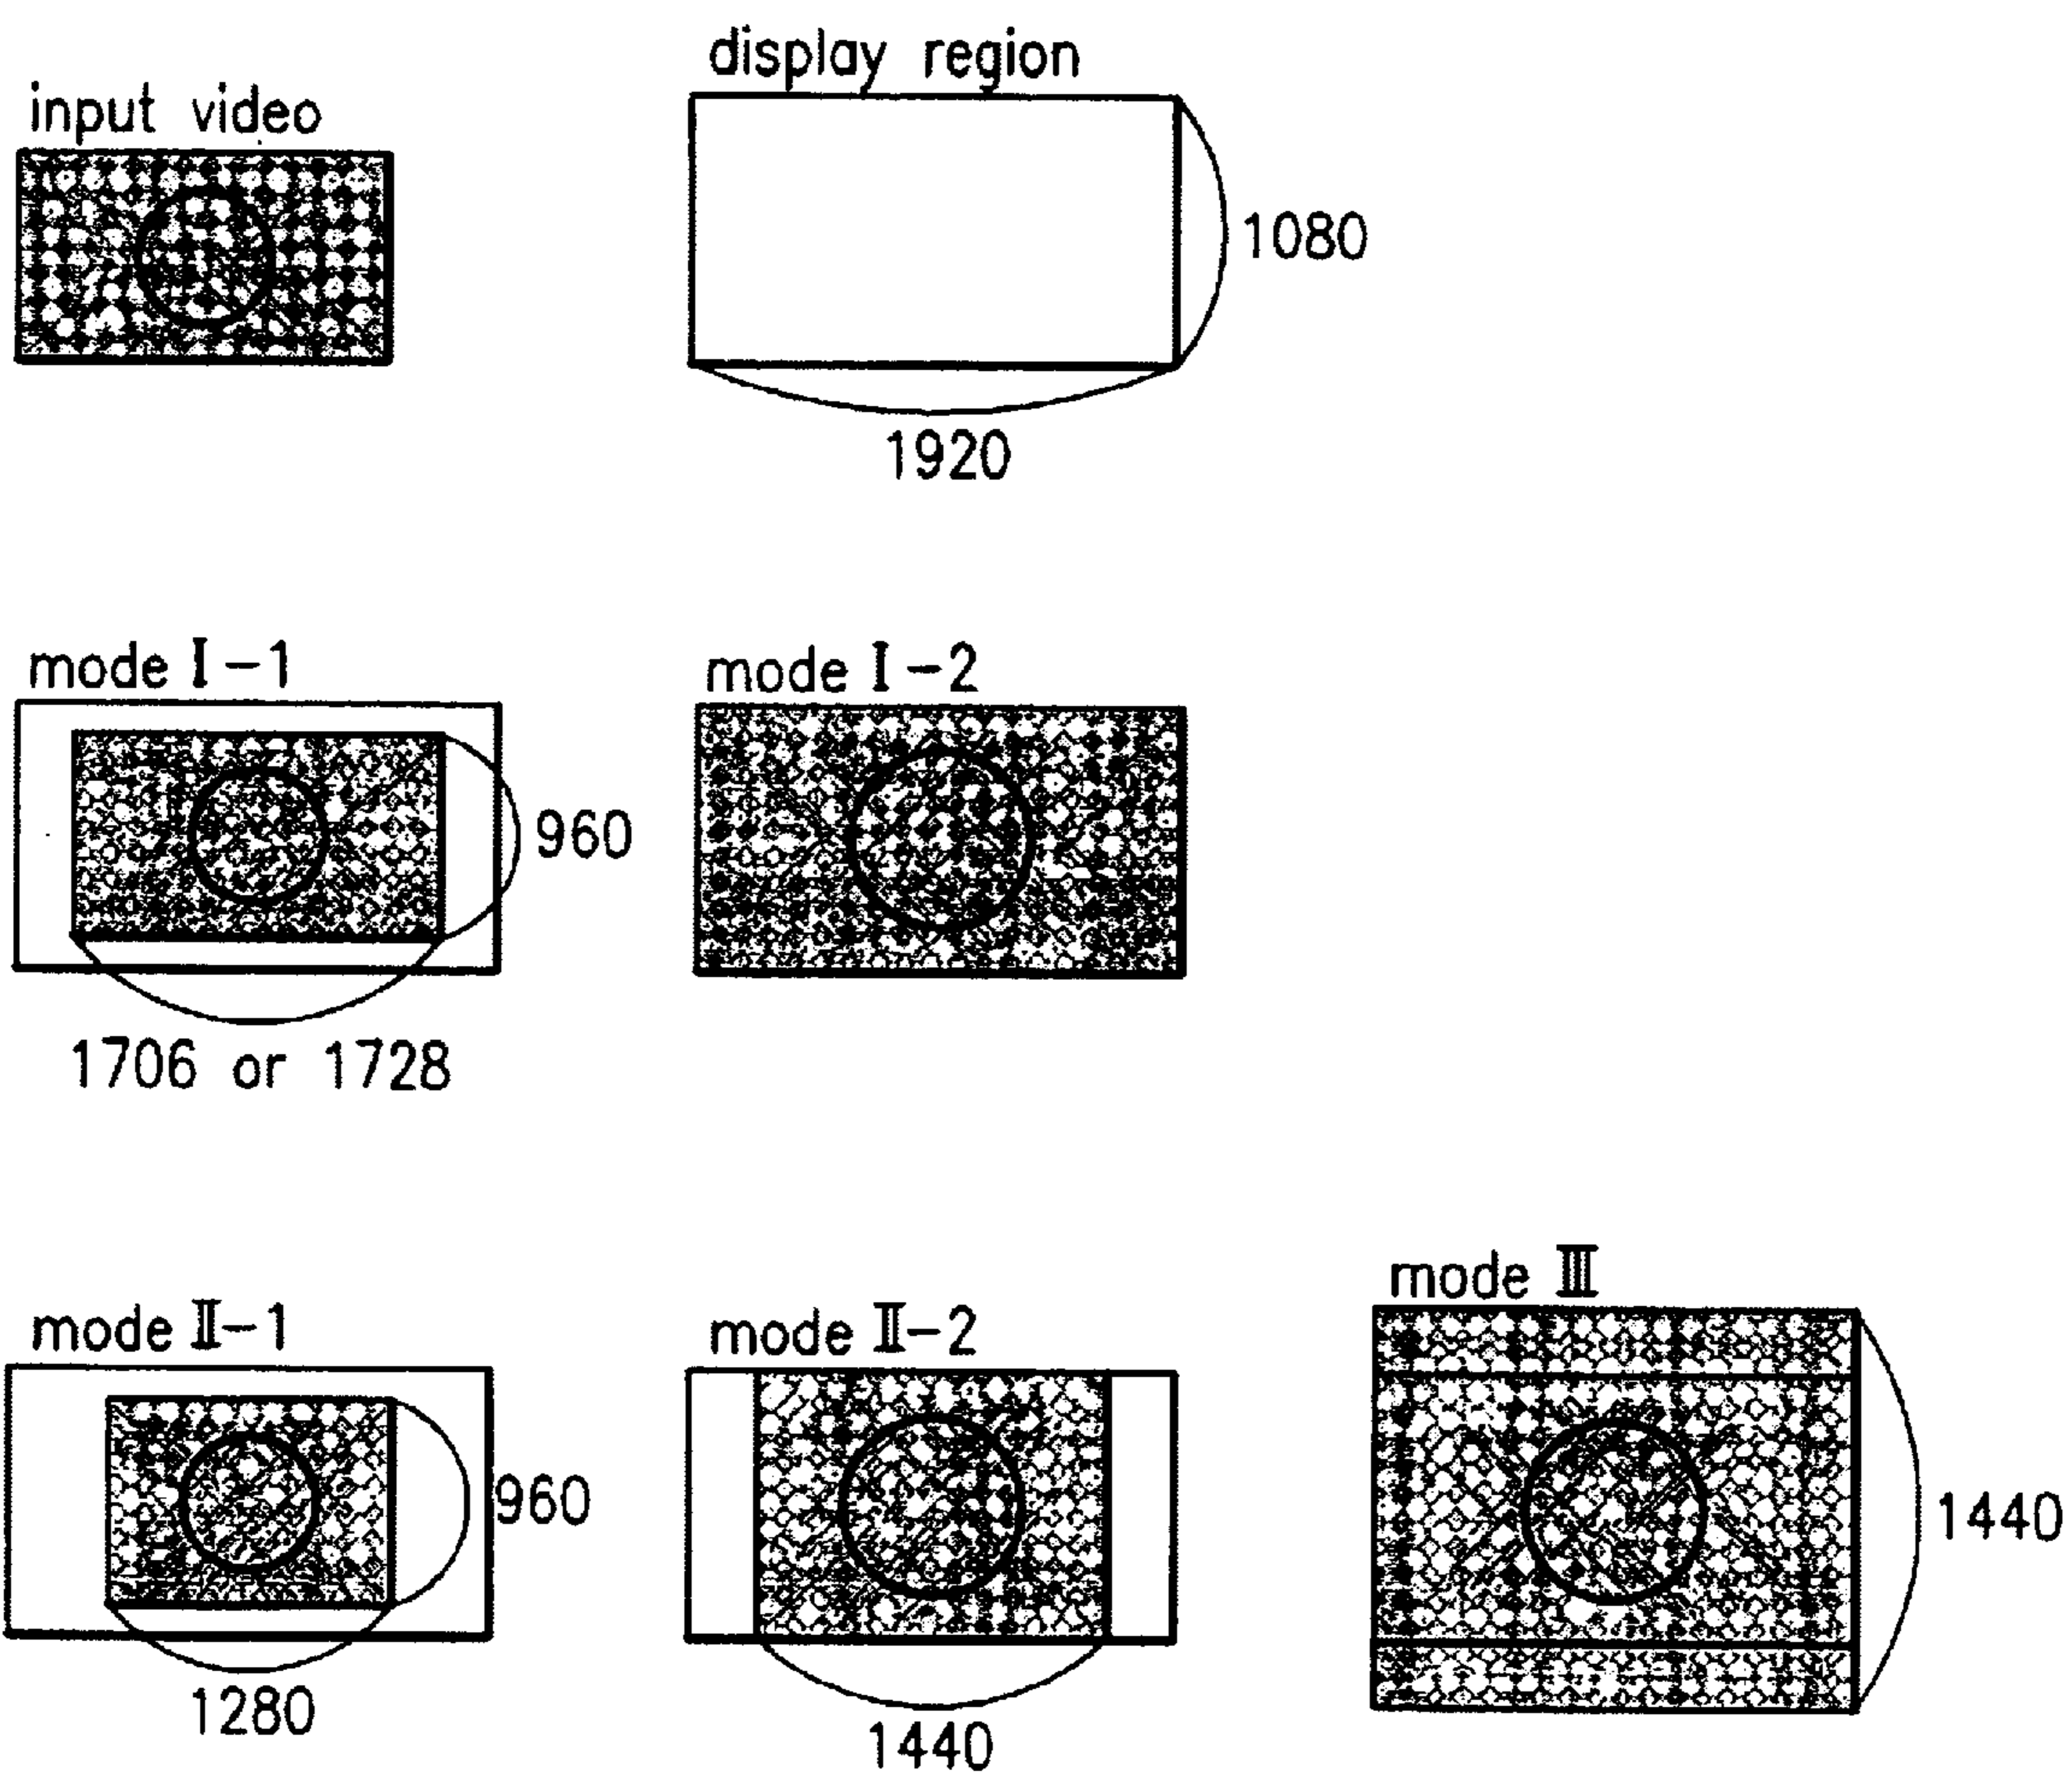 display region
input video
1080
1920
mode I-1
mode I-2
960
1706 or 1728
mode III
mode II-1
mode II-2
960
1440
1280
1440